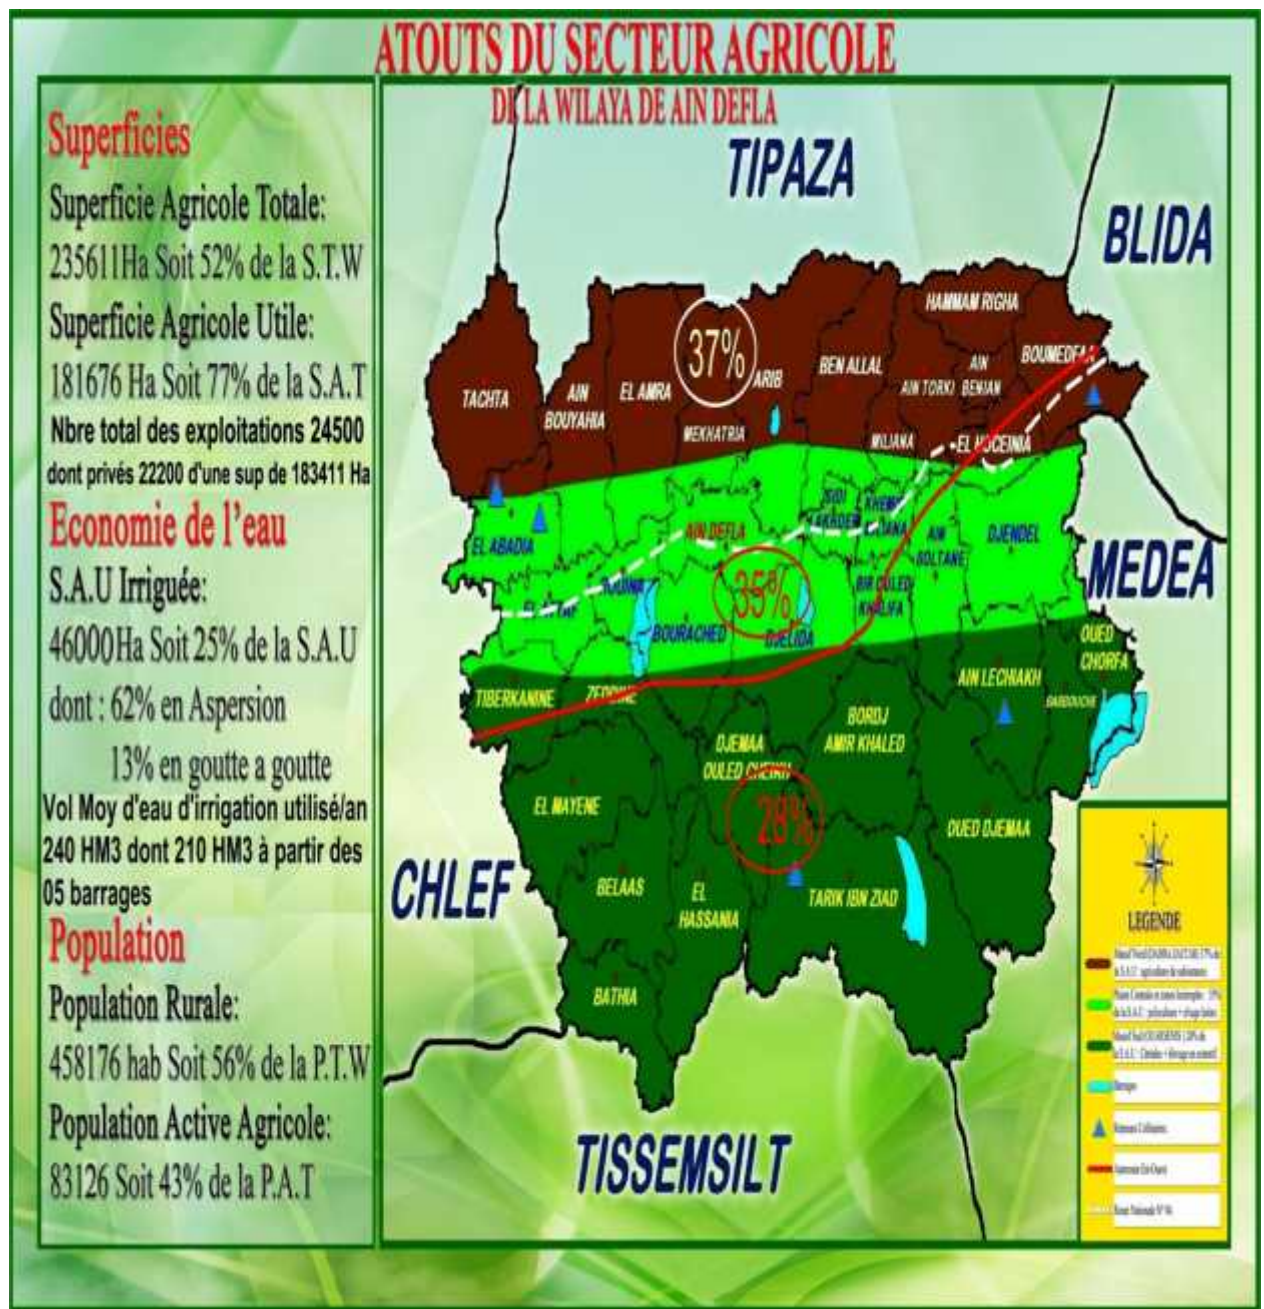 ATOUTS DU SECTEUR AGRICOLE
DE LA WILAYA DE AIN DEFLA
Superficies
Superficie Agricole Totale:
235611Ha Soit 52% de la S.T.W
Superficie Agricole Utile:
181676 Ha Soit 77% de la S.A.T
Nbre total des exploitations 24500
dont privés 22200 d'une sup de 183411 Ha
Economie de l'eau
S.A.U Irriguée:
46000Ha Soit 25% de la S.A.U
dont : 62% en Aspersion
13% en goutte a goutte
Vol Moy d'eau d'irrigation utilisé/an
240 HM3 dont 210 HM3 à partir des
05 barrages
Population
Population Rurale:
458176 hab Soit 56% de la P.T.W
Population Active Agricole:
83126 Soit 43% de la P.A.T
TIPAZA
BLIDA
HAMMAM RIGHA
37%
BOUMEDFAA
BEN ALLAL
AIN
BENIAN
ARIB
AIN TORKI
TACHTA
AIN
BOUYAHIA
EL AMRA
MEKHATRIA
MILIANA
EL HOCEINIA
SIDI
LAKHDER
KHEMIS
MILIANA
AIN DEFLA
AIN
SOLTANE
DJENDEL
EL ABADIA
MEDEA
35%
BIR OULED
KHALIFA
BOURACHED
DJELIDA
OUED
CHORFA
TIBERKANINE
ZEDDINE
AIN LECHIAKH
BARBOUCHE
BORDJ
AMIR KHALED
DJEMAA
OULED CHEIKH
EL MAYENE
28%
OUED DJEMAA
CHLEF
BELAAS
EL
HASSANIA
TARIK IBN ZIAD
BATHIA
TISSEMSILT
LEGENDE
Barrages